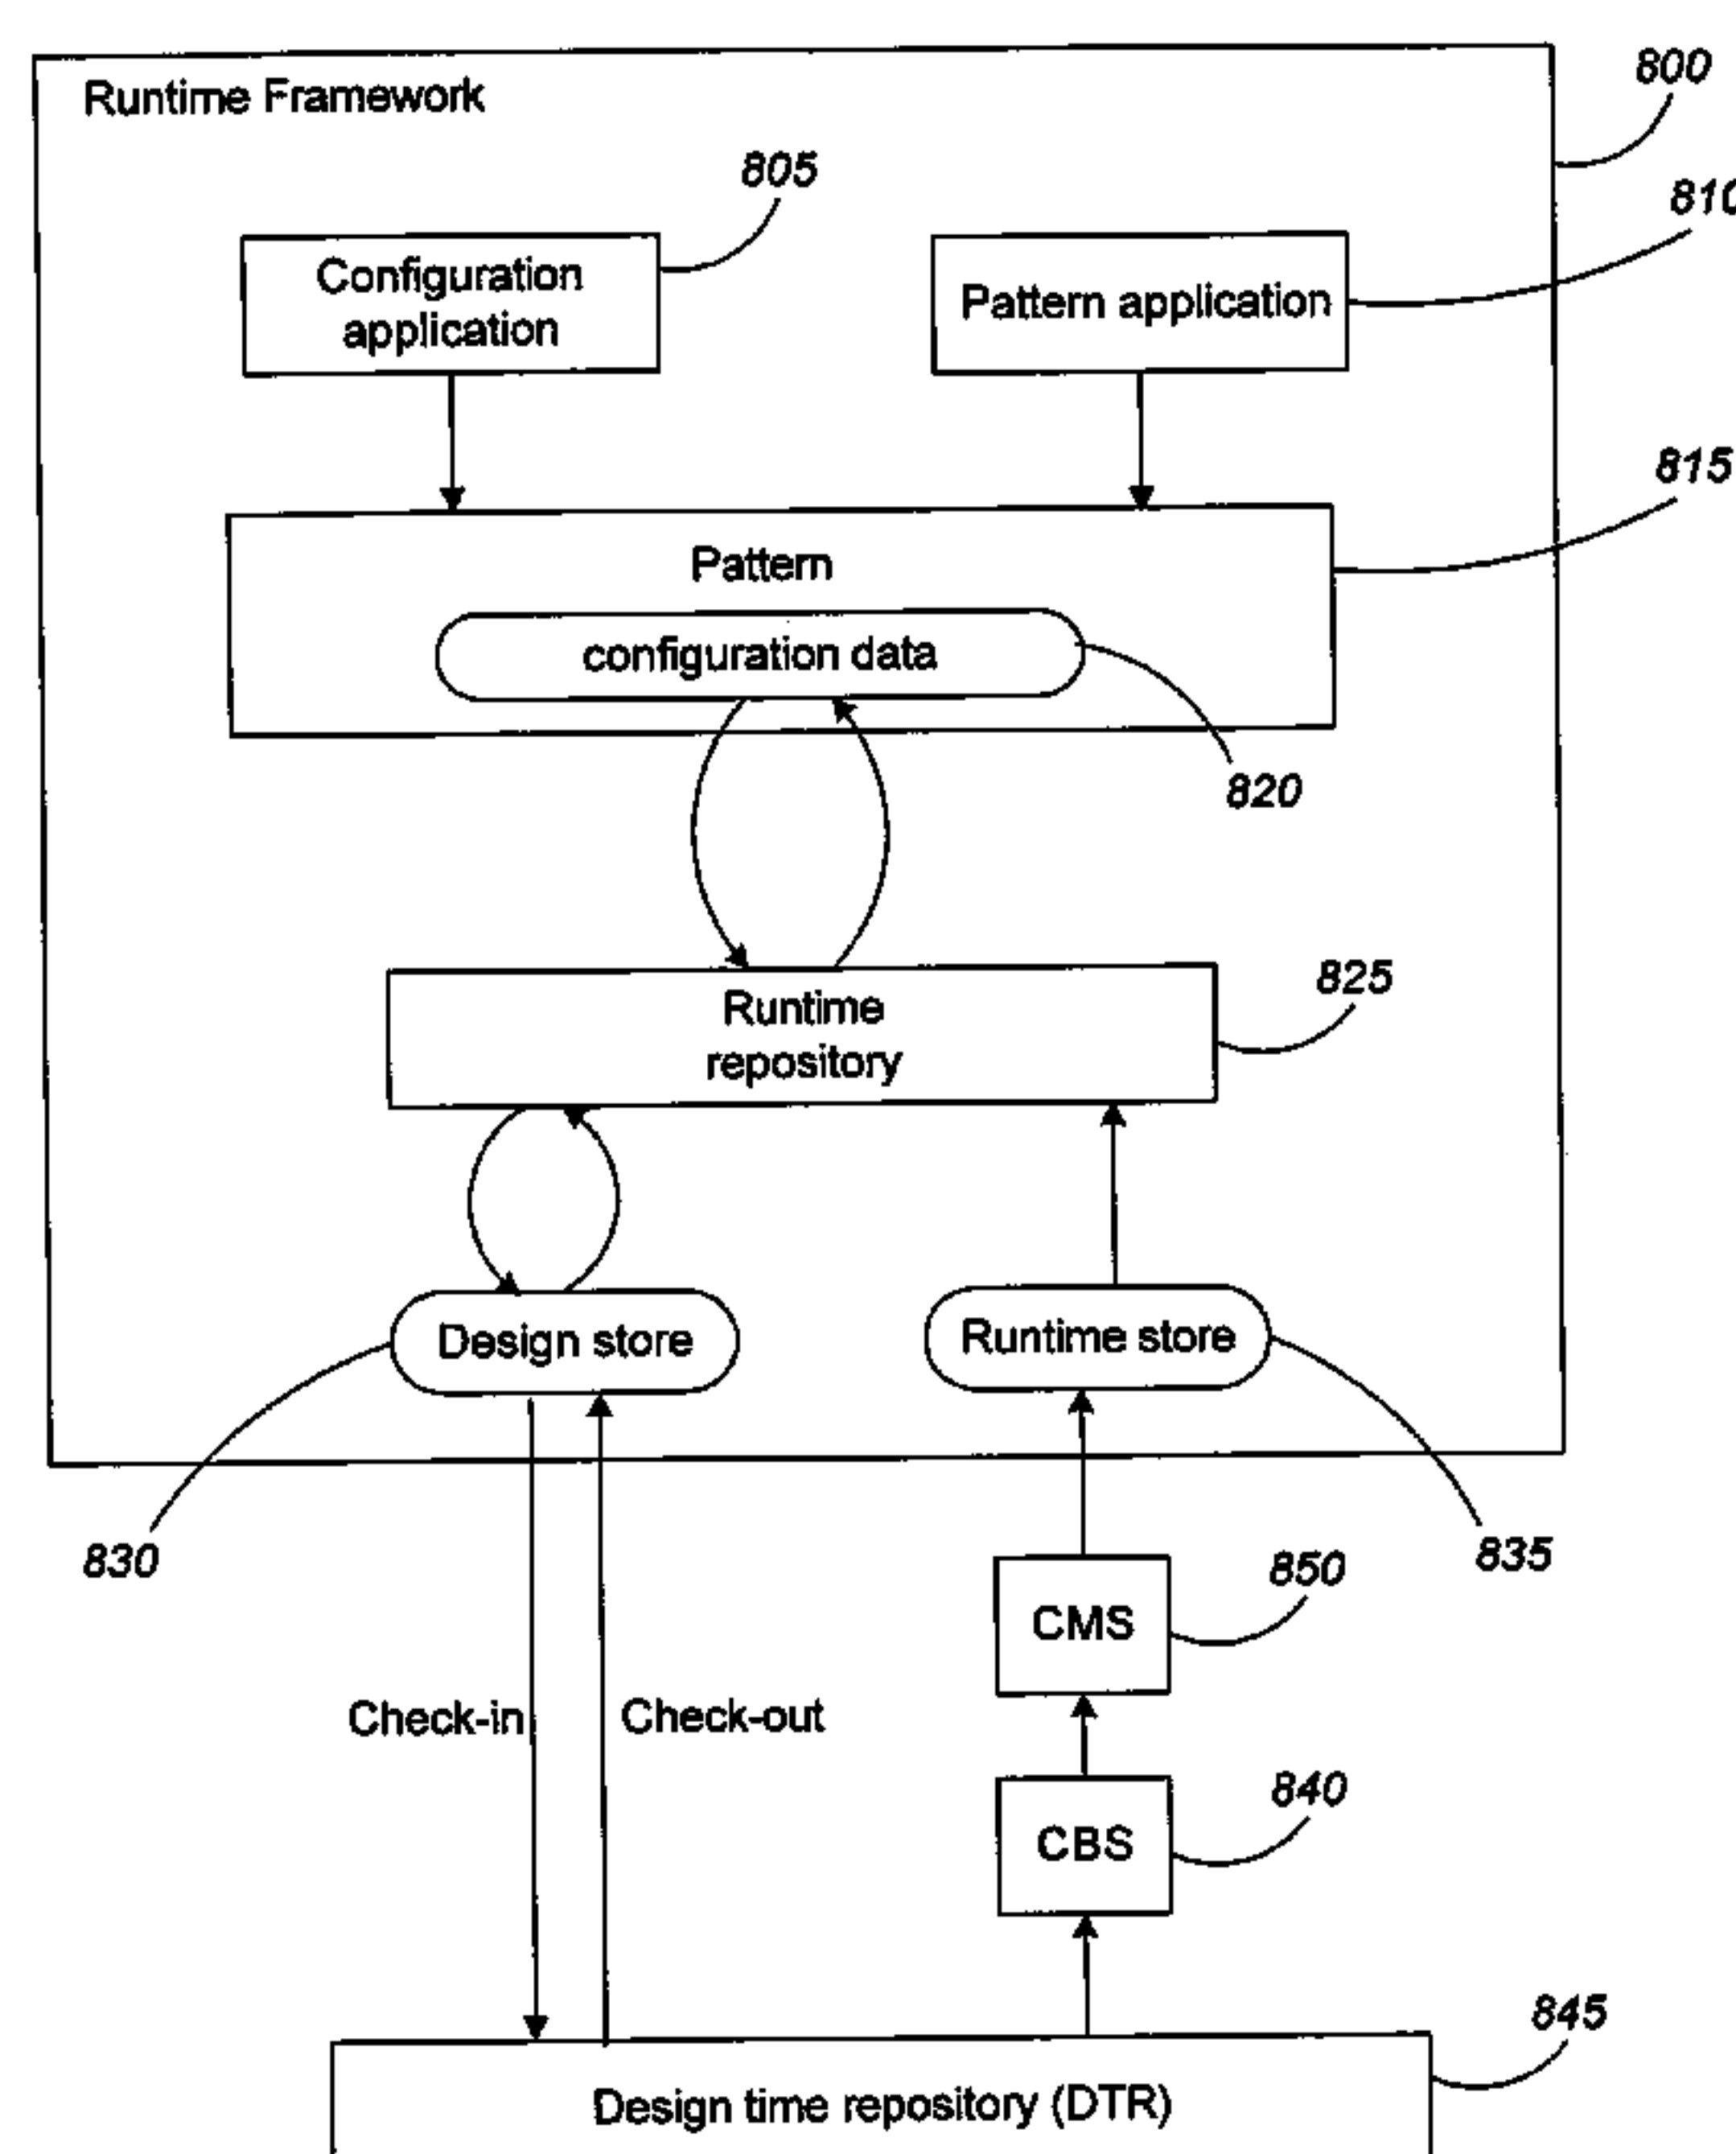 Runtime Framework
800
805
810
Configuration
application
Pattern application
815
Pattern
configuration data
820
825
Runtime
repository
Design store
Runtime store
830
835
850
CMS
Check-in
Check-out
840
CBS
845
Design time repository (DTR)